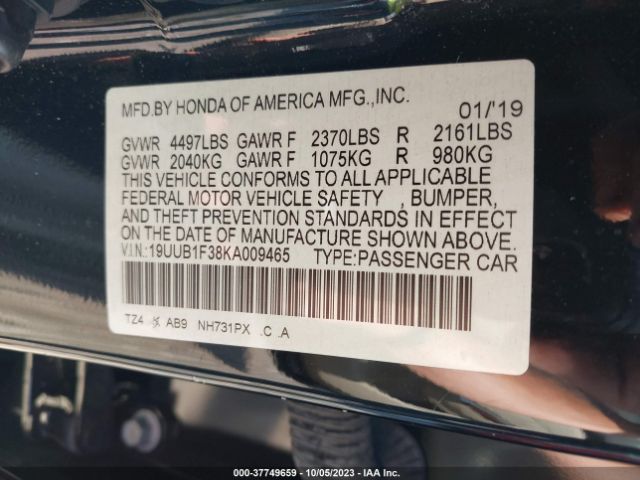 MFD.BY HONDA OF AMERICA MFG.,INC. 01/'19
GVWR 4497LBS GAWR F 2370LBS R 2161LBS
GVWR 2040KG GAWR F 1075KG R 980KG
THIS VEHICLE CONFORMS TO ALL APPLICABLE
FEDERAL MOTOR VEHICLE SAFETY , BUMPER,
AND THEFT PREVENTION STANDARDS IN EFFECT
ON THE DATE OF MANUFACTURE SHOWN ABOVE.
V.I.N.:19UUB1F38KA009465 TYPE:PASSENGER CAR
TZ4 AB9 NH731PX .C .A
000-37749659 - 10/05/2023 - IAA Inc.